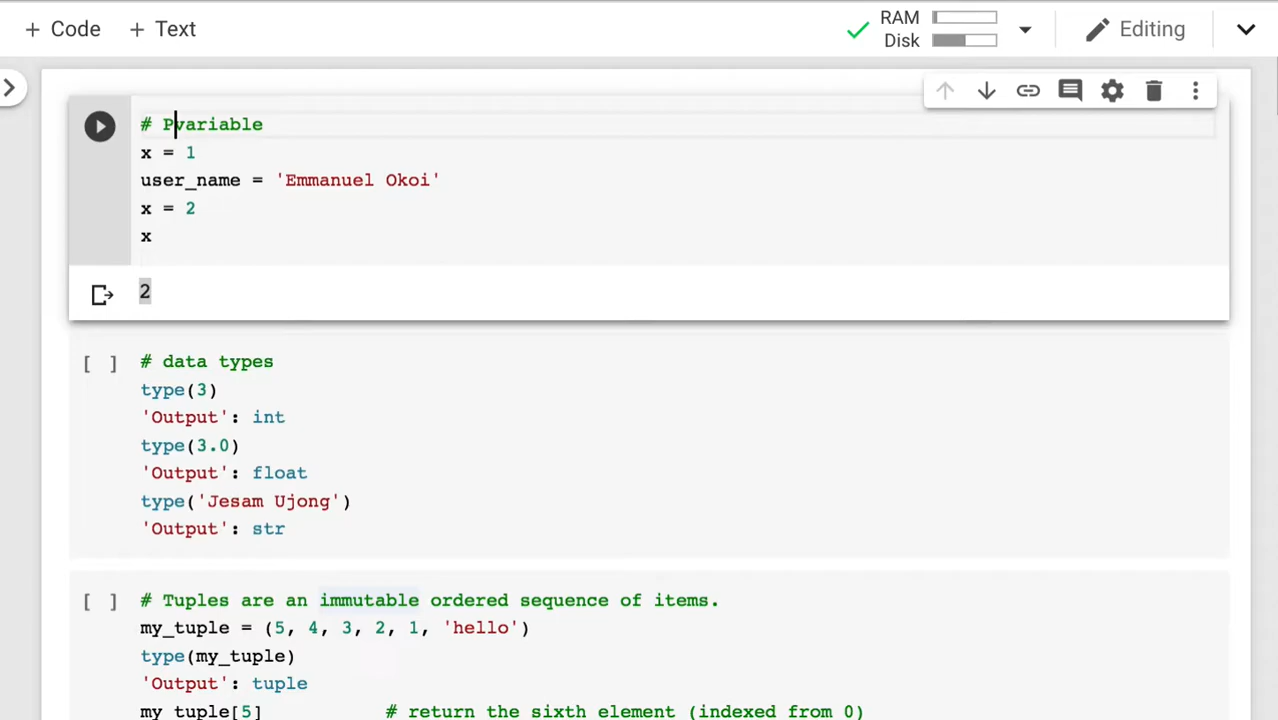 + Code + Text
RAM
Disk
Editing
# Pvariable
x = 1
user_name = 'Emmanuel Okoi'
x = 2
x
2
[ ] # data types
type(3)
'Output': int
type(3.0)
'Output': float
type('Jesam Ujong')
'Output': str
[ ] # Tuples are an immutable ordered sequence of items.
my_tuple = (5, 4, 3, 2, 1, 'hello')
type(my_tuple)
'Output': tuple
my_tuple[5] # return the sixth element (indexed from 0)